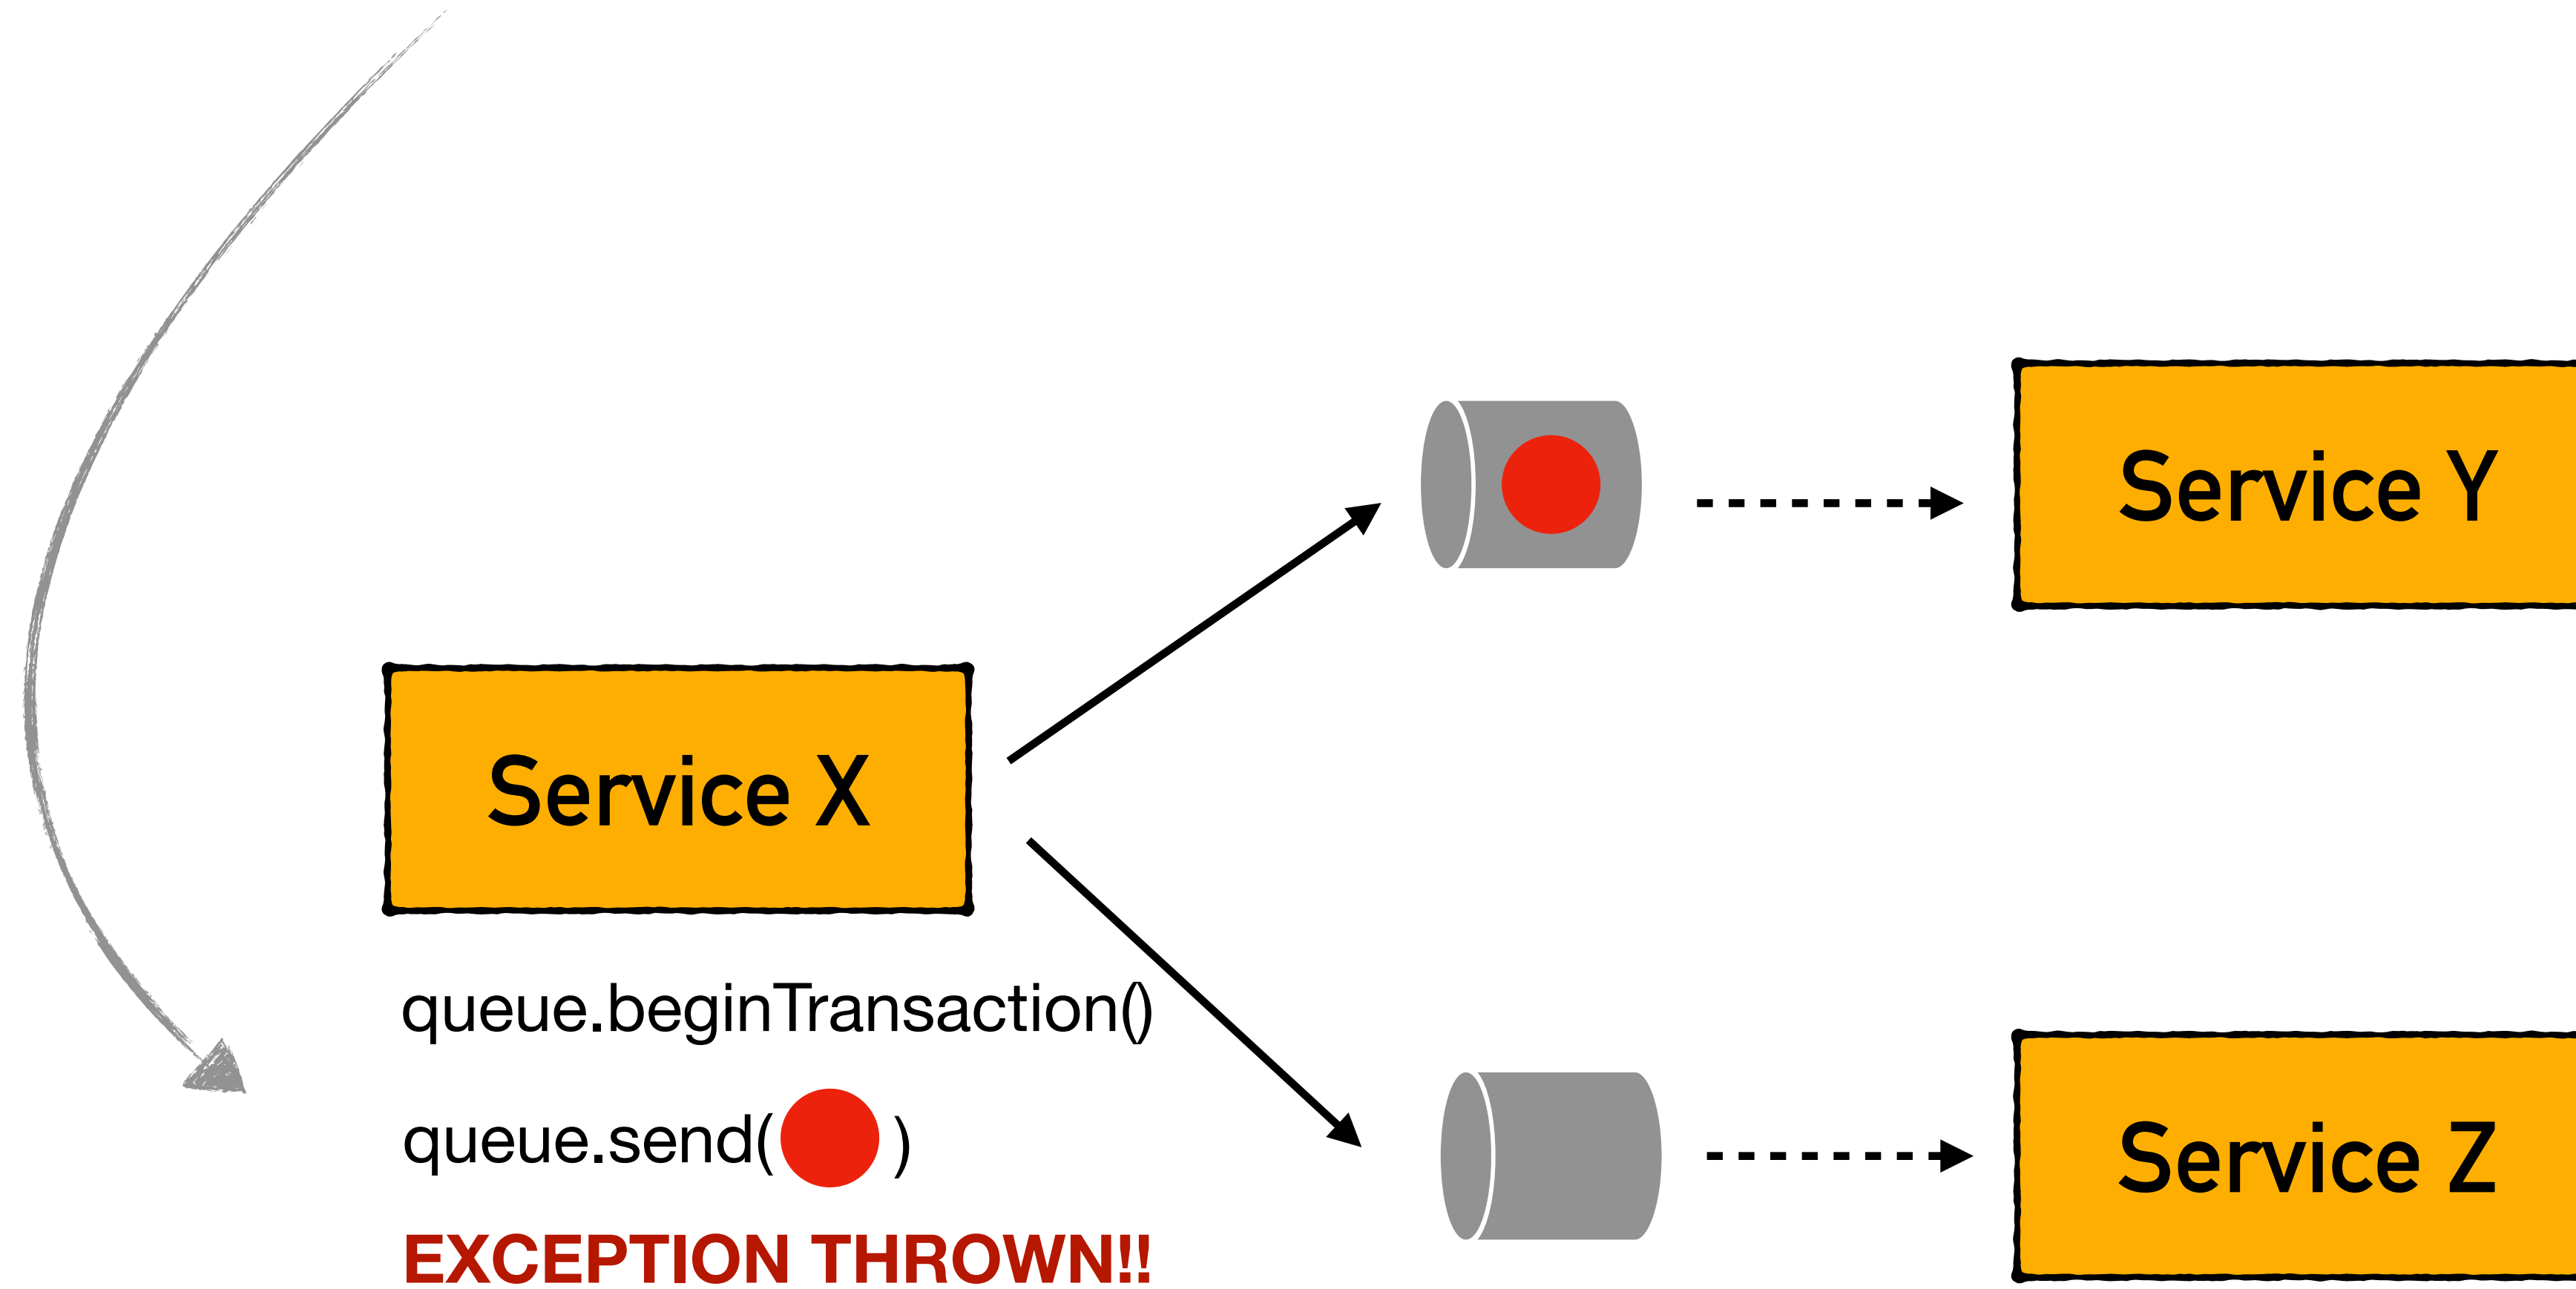 Service Y
Service X
queue.beginTransaction()
queue.send( )
EXCEPTION THROWN!!
Service Z